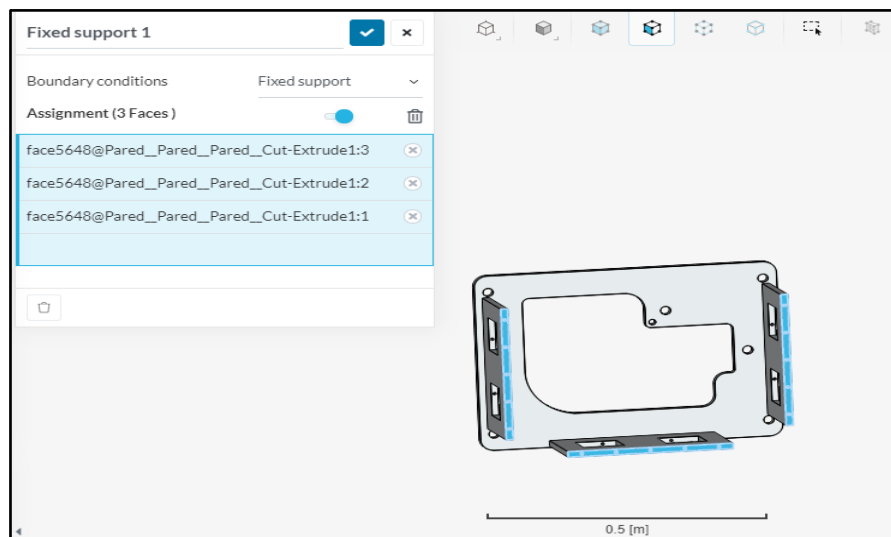 Fixed support 1
Boundary conditions Fixed support
Assignment (3 Faces )
face5648@Pared__Pared__Pared__Cut-Extrude1:3
face5648@Pared__Pared__Pared__Cut-Extrude1:2
face5648@Pared__Pared__Pared__Cut-Extrude1:1
0.5 [m]